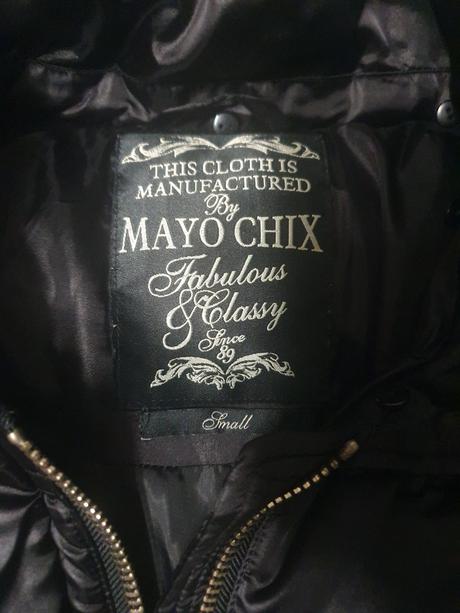 THIS CLOTH IS
MANUFACTURED
By
MAYO CHIX
Fabulous
& Classy
Since
89
Small